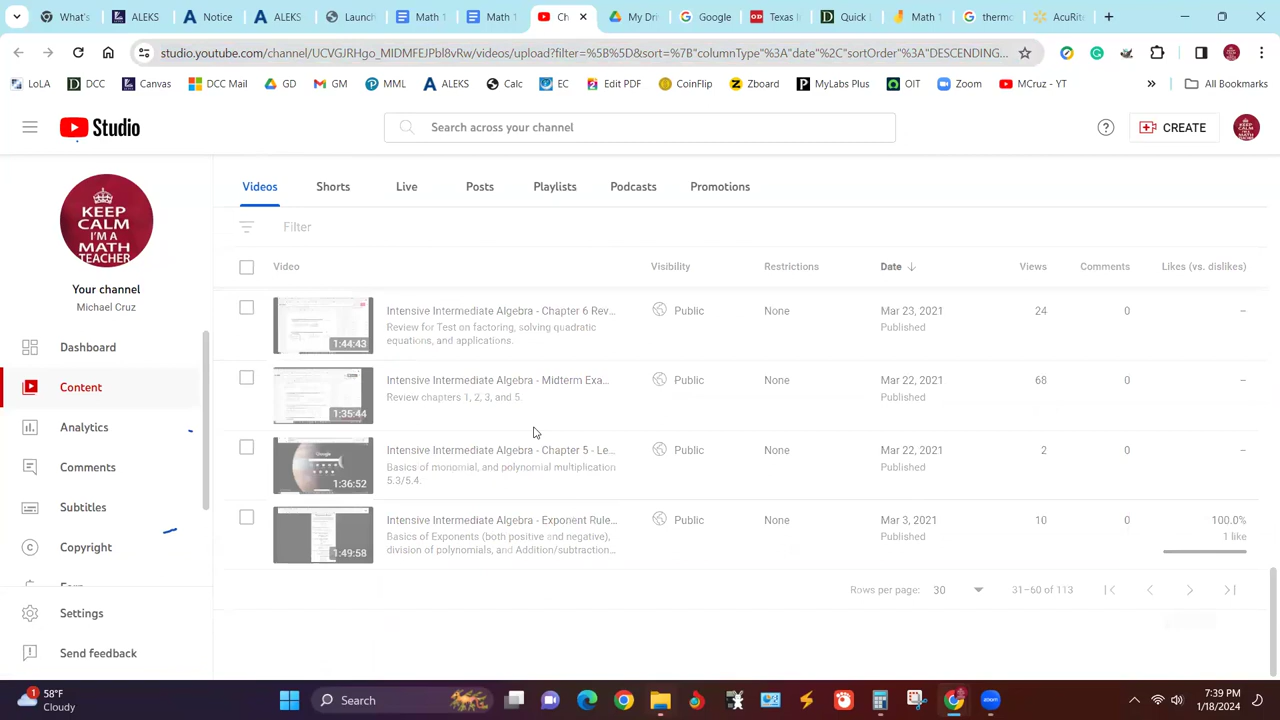 What's
ALEKS
Notice
ALEKS
Launch
Math 1
Math 1
Ch
My Dri
Google
Texas I
Quick l
Math 1
therm
AcuRite
studio.youtube.com/channel/UCVGJRHgo_MIDMFEJPbl8vRw/videos/upload?filter=%5B%5D&sort=%7B"columnType"%3A"date"%2C"sortOrder"%3A"DESCENDING...
LoLA
DCC
Canvas
DCC Mail
GD
GM
MML
ALEKS
Calc
EC
Edit PDF
CoinFlip
Zboard
MyLabs Plus
OIT
Zoom
MCruz - YT
»
All Bookmarks
Studio
Search across your channel
CREATE
KEEP
CALM
I'M A
MATH
TEACHER
Your channel
Michael Cruz
Dashboard
Content
Analytics
Comments
Subtitles
Copyright
Earn
Settings
Send feedback
Videos Shorts Live Posts Playlists Podcasts Promotions
Filter
Video Visibility Restrictions Date Views Comments Likes (vs. dislikes)
Intensive Intermediate Algebra - Chapter 6 Rev... Public None Mar 23, 2021 24 0 –
Review for Test on factoring, solving quadratic Published
equations, and applications.
1:44:43
Intensive Intermediate Algebra - Midterm Exa... Public None Mar 22, 2021 68 0 –
Review chapters 1, 2, 3, and 5. Published
1:35:44
Intensive Intermediate Algebra - Chapter 5 - Le... Public None Mar 22, 2021 2 0 –
Basics of monomial, and polynomial multiplication Published
5.3/5.4.
1:36:52
Intensive Intermediate Algebra - Exponent Rule... Public None Mar 3, 2021 10 0 100.0%
Basics of Exponents (both positive and negative), Published 1 like
division of polynomials, and Addition/subtraction...
1:49:58
Rows per page: 30 31–60 of 113
1
58°F
Cloudy
Search
zoom
7:39 PM
1/18/2024